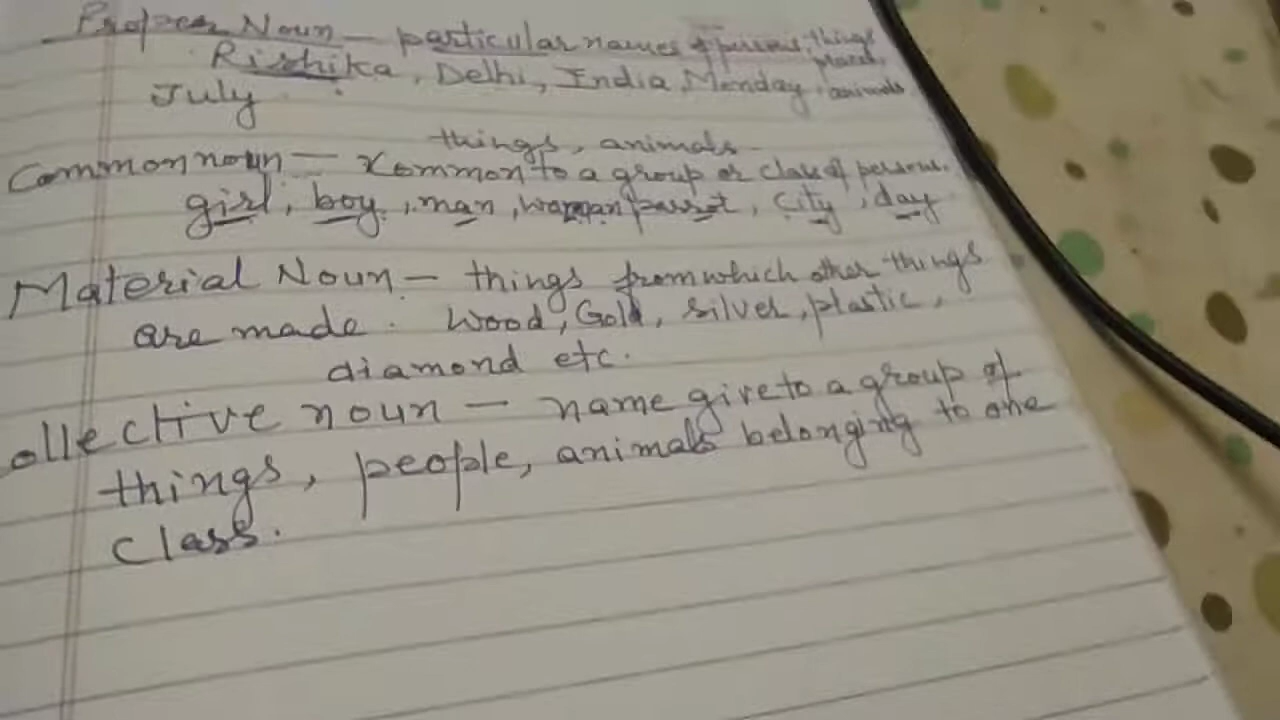 Proper Noun – particular names of persons, things
places,
Rishika, Delhi, India, Monday, animals
July
things, animals
Common noun – common to a group or class of persons.
girl, boy, man, woman parrot, city, day
Material Noun – things from which other things
are made. Wood, Gold, silver, plastic,
diamond etc.
ollective noun – name give to a group of
things, people, animals belonging to one
class.